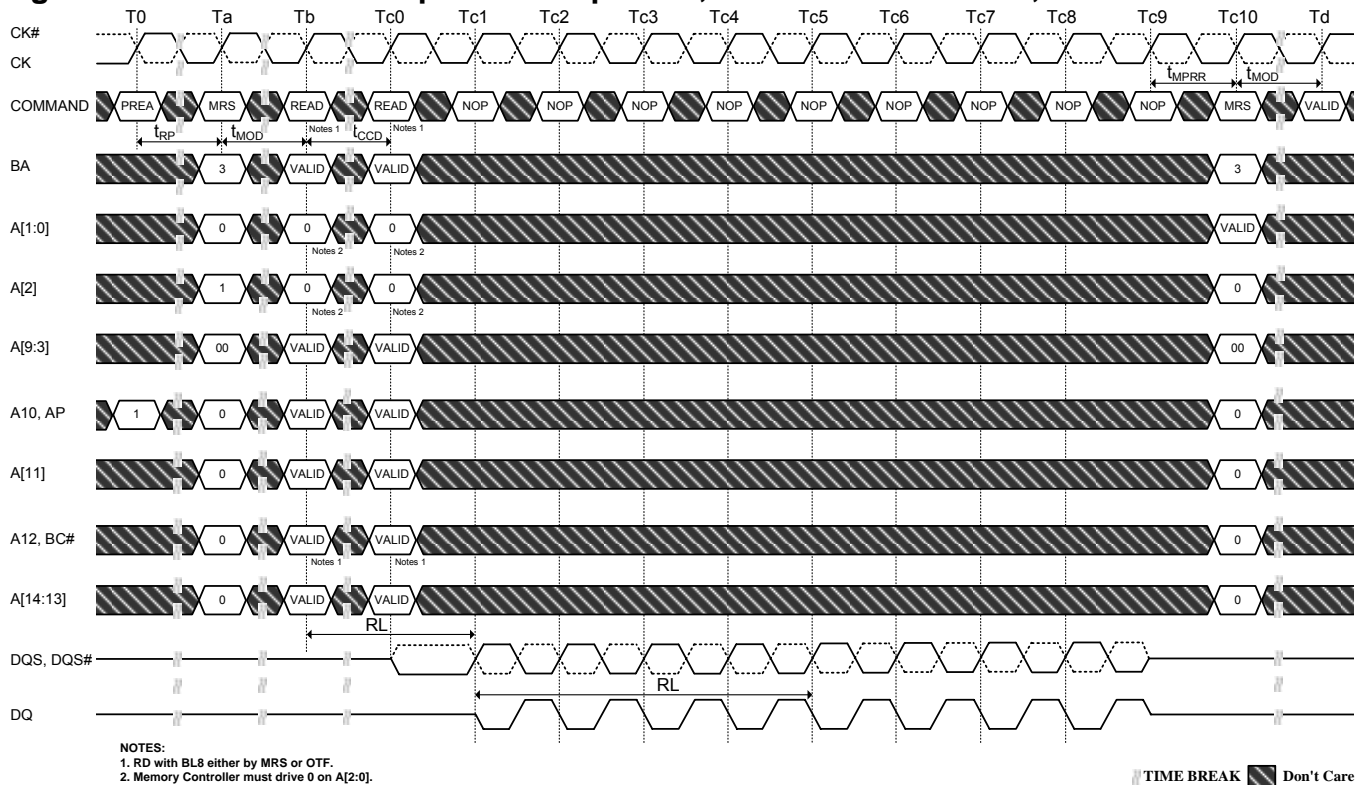 T0 Ta Tb Tc0 Tc1 Tc2 Tc3 Tc4 Tc5 Tc6 Tc7 Tc8 Tc9 Tc10 Td
CK#
CK
tMPRR tMOD
COMMAND PREA MRS READ READ NOP NOP NOP NOP NOP NOP NOP NOP NOP MRS VALID
Notes 1 Notes 1
tRP tMOD tCCD
BA 3 VALID VALID 3
A[1:0] 0 0 0 VALID
Notes 2 Notes 2
A[2] 1 0 0 0
Notes 2 Notes 2
A[9:3] 00 VALID VALID 00
A10, AP 1 0 VALID VALID 0
A[11] 0 VALID VALID 0
A12, BC# 0 VALID VALID 0
Notes 1 Notes 1
A[14:13] 0 VALID VALID 0
RL
DQS, DQS#
RL
DQ
NOTES:
1. RD with BL8 either by MRS or OTF.
2. Memory Controller must drive 0 on A[2:0].
TIME BREAK Don't Care